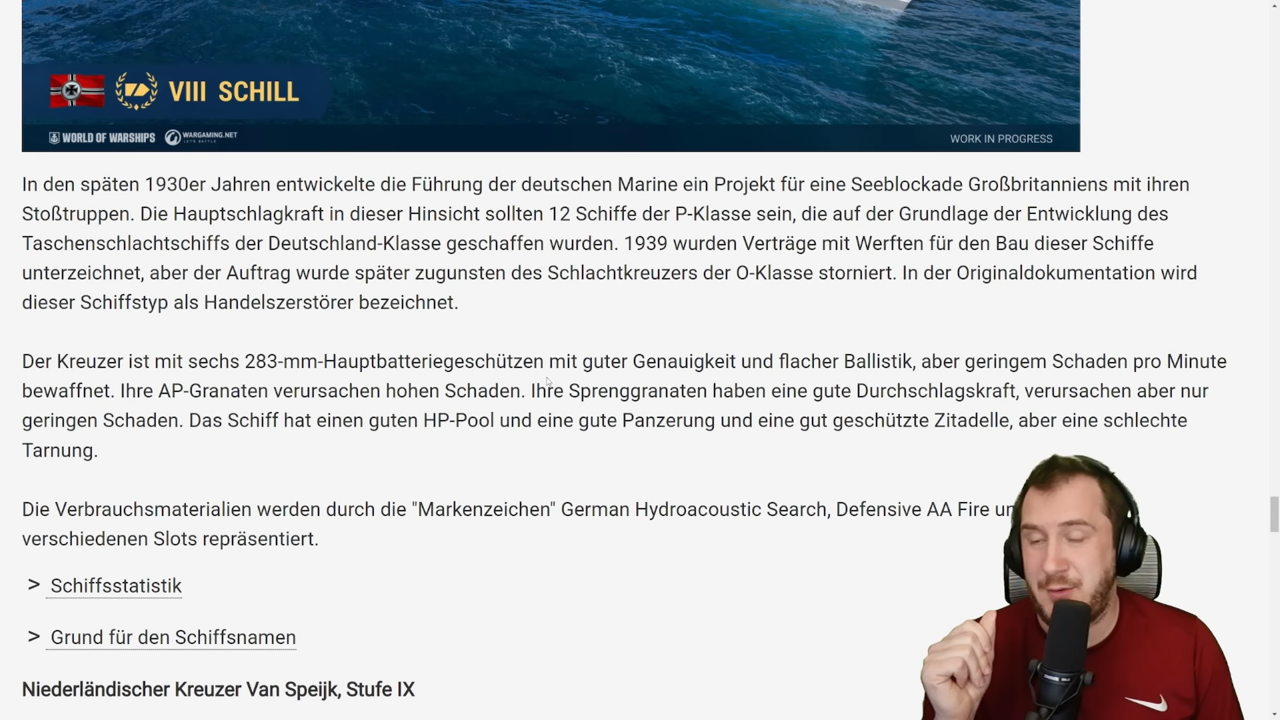 VIII SCHILL
WORLD OF WARSHIPS WARGAMING.NET LET'S BATTLE WORK IN PROGRESS
In den späten 1930er Jahren entwickelte die Führung der deutschen Marine ein Projekt für eine Seeblockade Großbritanniens mit ihren
Stoßtruppen. Die Hauptschlagkraft in dieser Hinsicht sollten 12 Schiffe der P-Klasse sein, die auf der Grundlage der Entwicklung des
Taschenschlachtschiffs der Deutschland-Klasse geschaffen wurden. 1939 wurden Verträge mit Werften für den Bau dieser Schiffe
unterzeichnet, aber der Auftrag wurde später zugunsten des Schlachtkreuzers der O-Klasse storniert. In der Originaldokumentation wird
dieser Schiffstyp als Handelszerstörer bezeichnet.
Der Kreuzer ist mit sechs 283-mm-Hauptbatteriegeschützen mit guter Genauigkeit und flacher Ballistik, aber geringem Schaden pro Minute
bewaffnet. Ihre AP-Granaten verursachen hohen Schaden. Ihre Sprenggranaten haben eine gute Durchschlagskraft, verursachen aber nur
geringen Schaden. Das Schiff hat einen guten HP-Pool und eine gute Panzerung und eine gut geschützte Zitadelle, aber eine schlechte
Tarnung.
Die Verbrauchsmaterialien werden durch die "Markenzeichen" German Hydroacoustic Search, Defensive AA Fire
verschiedenen Slots repräsentiert.
> Schiffsstatistik
> Grund für den Schiffsnamen
Niederländischer Kreuzer Van Speijk, Stufe IX